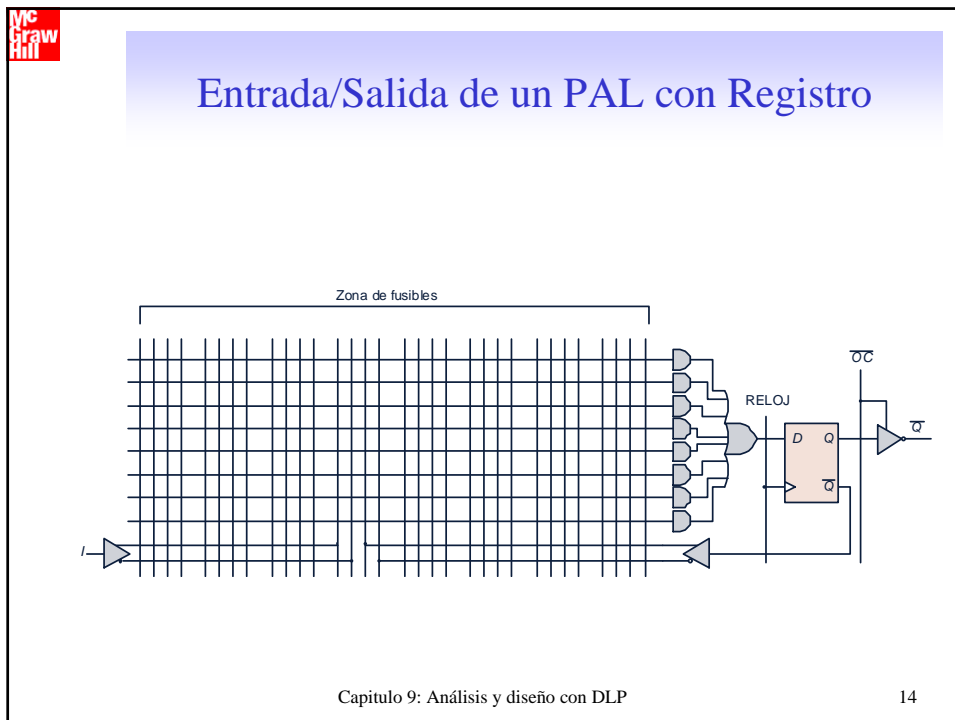 Mc
Graw
Hill
Entrada/Salida de un PAL con Registro
Zona de fusibles
OC
RELOJ
D Q
Q
Q
I
Capitulo 9: Análisis y diseño con DLP
14